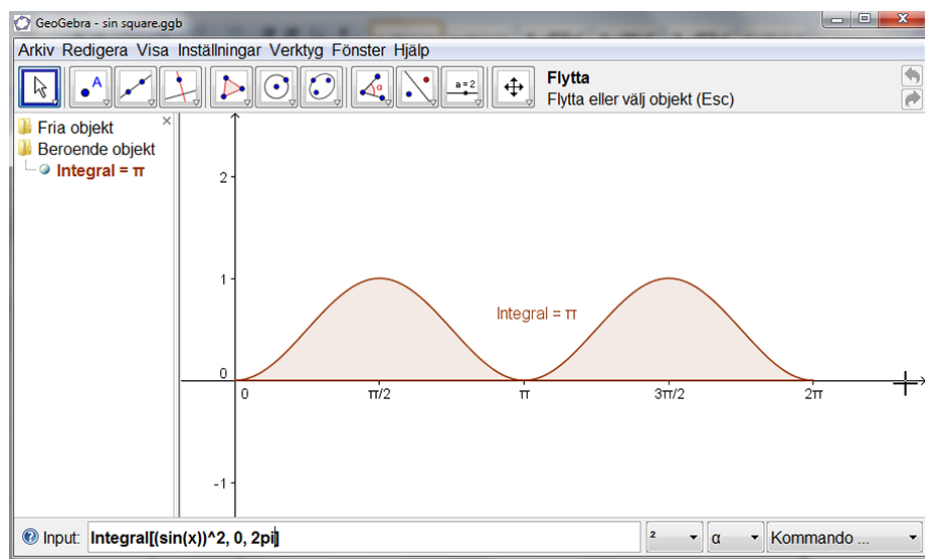 GeoGebra - sin square.ggb
Arkiv Redigera Visa Inställningar Verktyg Fönster Hjälp
A
α
a = 2
Flytta
Flytta eller välj objekt (Esc)
Fria objekt
Beroende objekt
Integral = π
2
1
Integral = π
0
0 π/2 π 3π/2 2π
-1
Input: Integral[(sin(x))^2, 0, 2pi] ² α Kommando ...